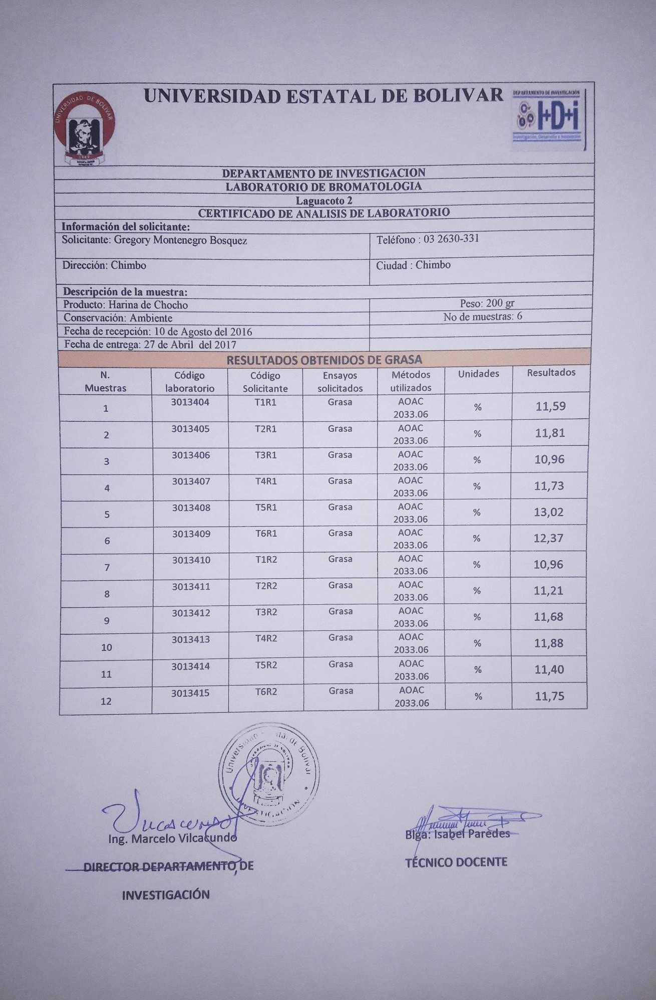 UNIVERSIDAD ESTATAL DE BOLIVAR
UNIVERSIDAD DE BOLIVAR
1989
DEPARTAMENTO DE INVESTIGACIÓN
I+D+i
Investigación, Desarrollo e Innovación
DEPARTAMENTO DE INVESTIGACION
LABORATORIO DE BROMATOLOGIA
Laguacoto 2
CERTIFICADO DE ANALISIS DE LABORATORIO
Información del solicitante:
Solicitante: Gregory Montenegro Bosquez Teléfono : 03 2630-331
Dirección: Chimbo Ciudad : Chimbo
Descripción de la muestra:
Producto: Harina de Chocho Peso: 200 gr
Conservación: Ambiente No de muestras: 6
Fecha de recepción: 10 de Agosto del 2016
Fecha de entrega: 27 de Abril del 2017
RESULTADOS OBTENIDOS DE GRASA
N. Muestras Código laboratorio Código Solicitante Ensayos solicitados Métodos utilizados Unidades Resultados
1 3013404 T1R1 Grasa AOAC 2033.06 % 11,59
2 3013405 T2R1 Grasa AOAC 2033.06 % 11,81
3 3013406 T3R1 Grasa AOAC 2033.06 % 10,96
4 3013407 T4R1 Grasa AOAC 2033.06 % 11,73
5 3013408 T5R1 Grasa AOAC 2033.06 % 13,02
6 3013409 T6R1 Grasa AOAC 2033.06 % 12,37
7 3013410 T1R2 Grasa AOAC 2033.06 % 10,96
8 3013411 T2R2 Grasa AOAC 2033.06 % 11,21
9 3013412 T3R2 Grasa AOAC 2033.06 % 11,68
10 3013413 T4R2 Grasa AOAC 2033.06 % 11,88
11 3013414 T5R2 Grasa AOAC 2033.06 % 11,40
12 3013415 T6R2 Grasa AOAC 2033.06 % 11,75
Universidad Estatal de Bolívar
INVESTIGACION
Ing. Marcelo Vilcacundo
DIRECTOR DEPARTAMENTO DE
INVESTIGACIÓN
Blga: Isabel Paredes
TÉCNICO DOCENTE